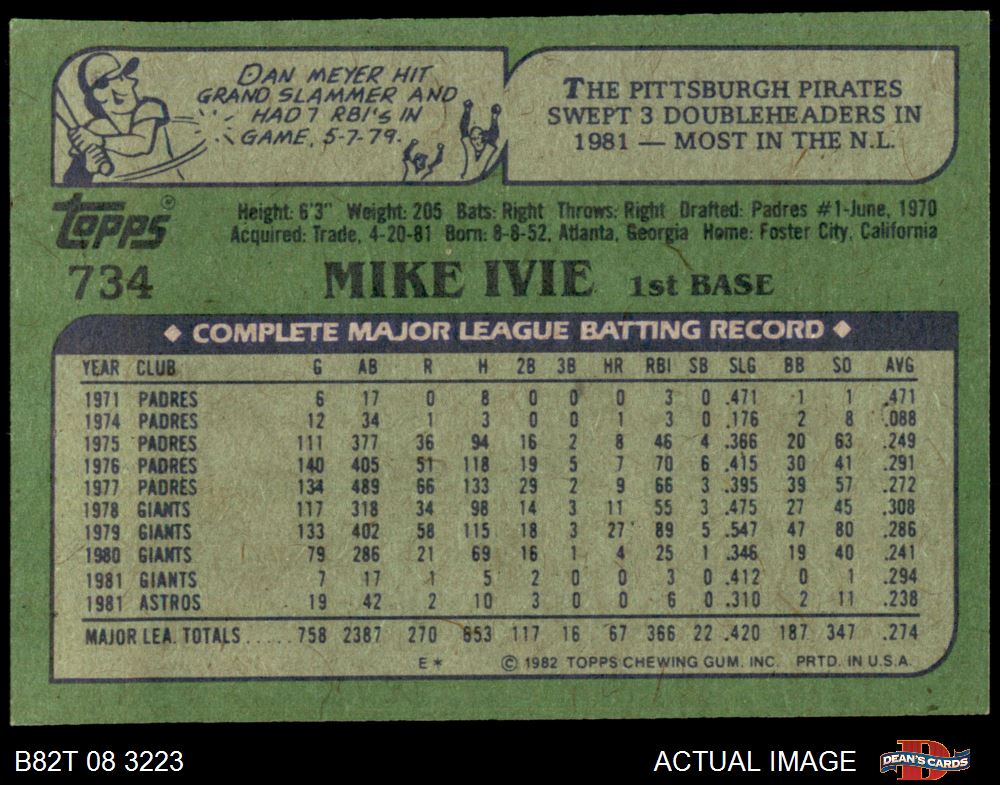 DAN MEYER HIT
GRAND SLAMMER AND
HAD 7 RBI's IN
GAME, 5-7-79.
THE PITTSBURGH PIRATES
SWEPT 3 DOUBLEHEADERS IN
1981 — MOST IN THE N.L.
Topps®
Height: 6'3" Weight: 205 Bats: Right Throws: Right Drafted: Padres #1-June, 1970
Acquired: Trade, 4-20-81 Born: 8-8-52, Atlanta, Georgia Home: Foster City, California
734 MIKE IVIE 1st BASE
◆ COMPLETE MAJOR LEAGUE BATTING RECORD ◆
YEAR CLUB G AB R H 2B 3B HR RBI SB SLG BB SO AVG
1971 PADRES 6 17 0 8 0 0 0 3 0 .471 1 1 .471
1974 PADRES 12 34 1 3 0 0 1 3 0 .176 2 8 .088
1975 PADRES 111 377 36 94 16 2 8 46 4 .366 20 63 .249
1976 PADRES 140 405 51 118 19 5 7 70 6 .415 30 41 .291
1977 PADRES 134 489 66 133 29 2 9 66 3 .395 39 57 .272
1978 GIANTS 117 318 34 98 14 3 11 55 3 .475 27 45 .308
1979 GIANTS 133 402 58 115 18 3 27 89 5 .547 47 80 .286
1980 GIANTS 79 286 21 69 16 1 4 25 1 .346 19 40 .241
1981 GIANTS 7 17 1 5 2 0 0 3 0 .412 0 1 .294
1981 ASTROS 19 42 2 10 3 0 0 6 0 .310 2 11 .238
MAJOR LEA. TOTALS..... 758 2387 270 653 117 16 67 366 22 .420 187 347 .274
E* © 1982 TOPPS CHEWING GUM, INC. PRTD. IN U.S.A.
B82T 08 3223 ACTUAL IMAGE
D
DEAN'S CARDS